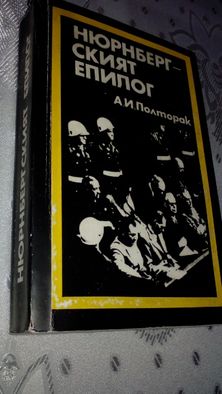 НЮРНБЕРГ–
СКИЯТ
ЕПИЛОГ
А И. Полторак
НЮРНБЕРГСКИЯТ ЕПИЛОГ